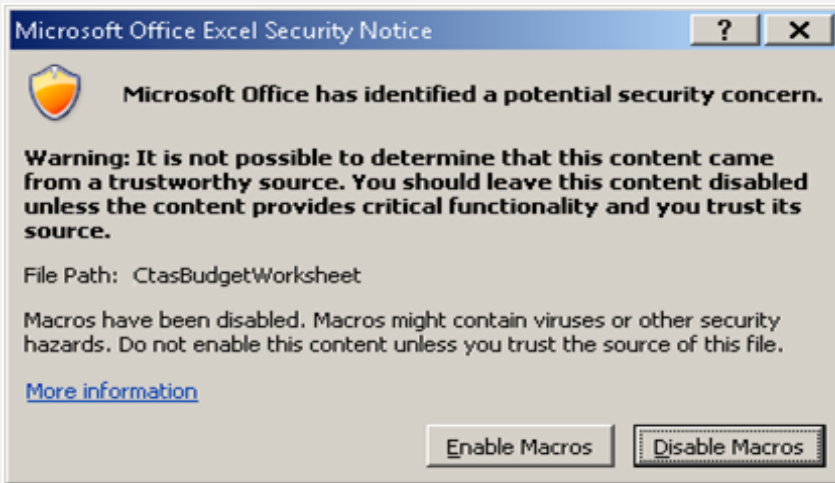 Microsoft Office Excel Security Notice
Microsoft Office has identified a potential security concern.
Warning: It is not possible to determine that this content came
from a trustworthy source. You should leave this content disabled
unless the content provides critical functionality and you trust its
source.
File Path: CtasBudgetWorksheet
Macros have been disabled. Macros might contain viruses or other security
hazards. Do not enable this content unless you trust the source of this file.
More information
Enable Macros
Disable Macros